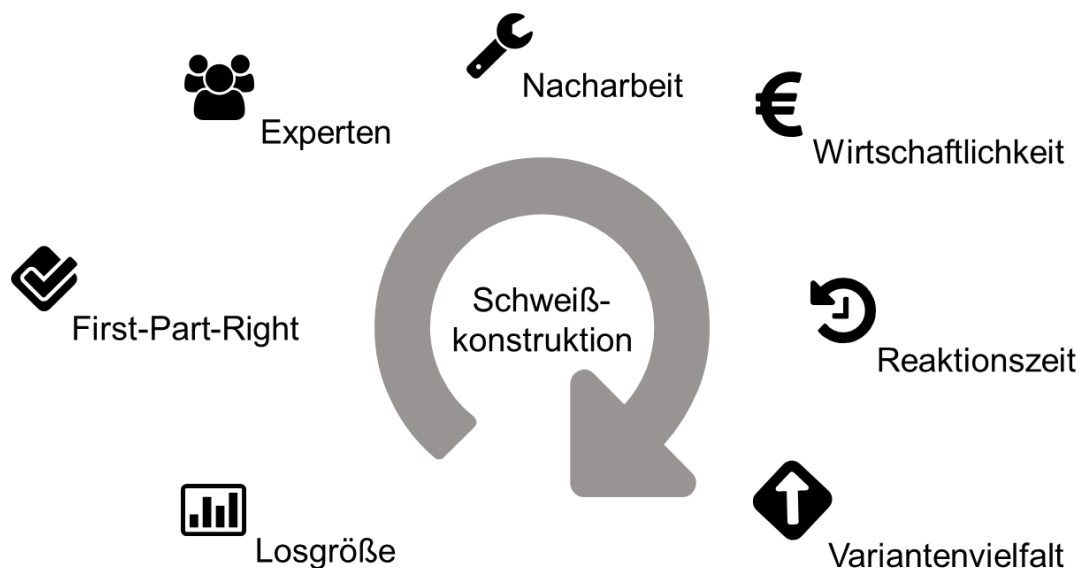 Nacharbeit
Experten
Wirtschaftlichkeit
Schweiß-
konstruktion
First-Part-Right
Reaktionszeit
Losgröße
Variantenvielfalt